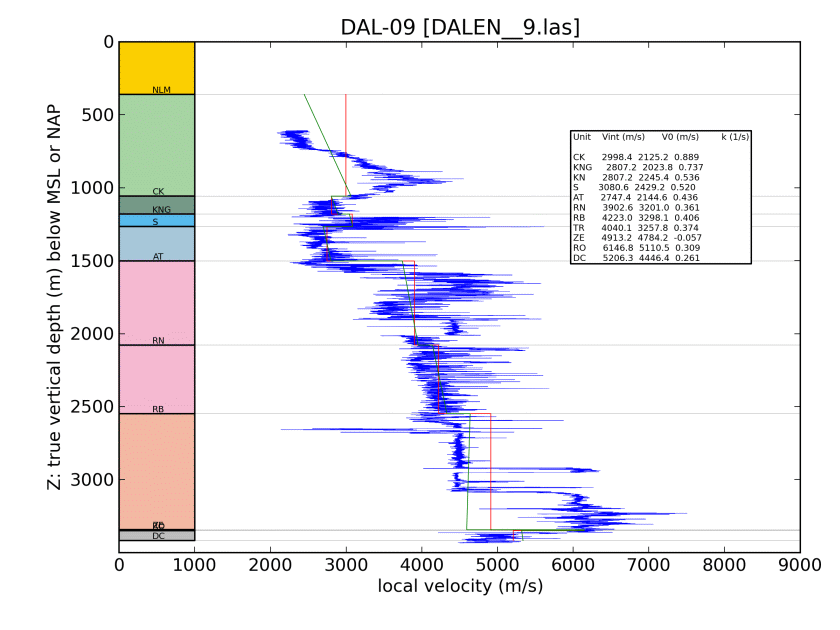 DAL-09 [DALEN__9.las]
0
NLM
500
Unit Vint (m/s) V0 (m/s) k (1/s)
CK 2998.4 2125.2 0.889
KNG 2807.2 2023.8 0.737
KN 2807.2 2245.4 0.536
S 3080.6 2429.2 0.520
AT 2747.4 2144.6 0.436
RN 3902.6 3201.0 0.361
RB 4223.0 3298.1 0.406
TR 4040.1 3257.8 0.374
ZE 4913.2 4784.2 -0.057
RO 6146.8 5110.5 0.309
DC 5206.3 4446.4 0.261
1000
CK
KNG
S
AT
1500
2000
RN
2500
RB
3000
DC
Z: true vertical depth (m) below MSL or NAP
0 1000 2000 3000 4000 5000 6000 7000 8000 9000
local velocity (m/s)